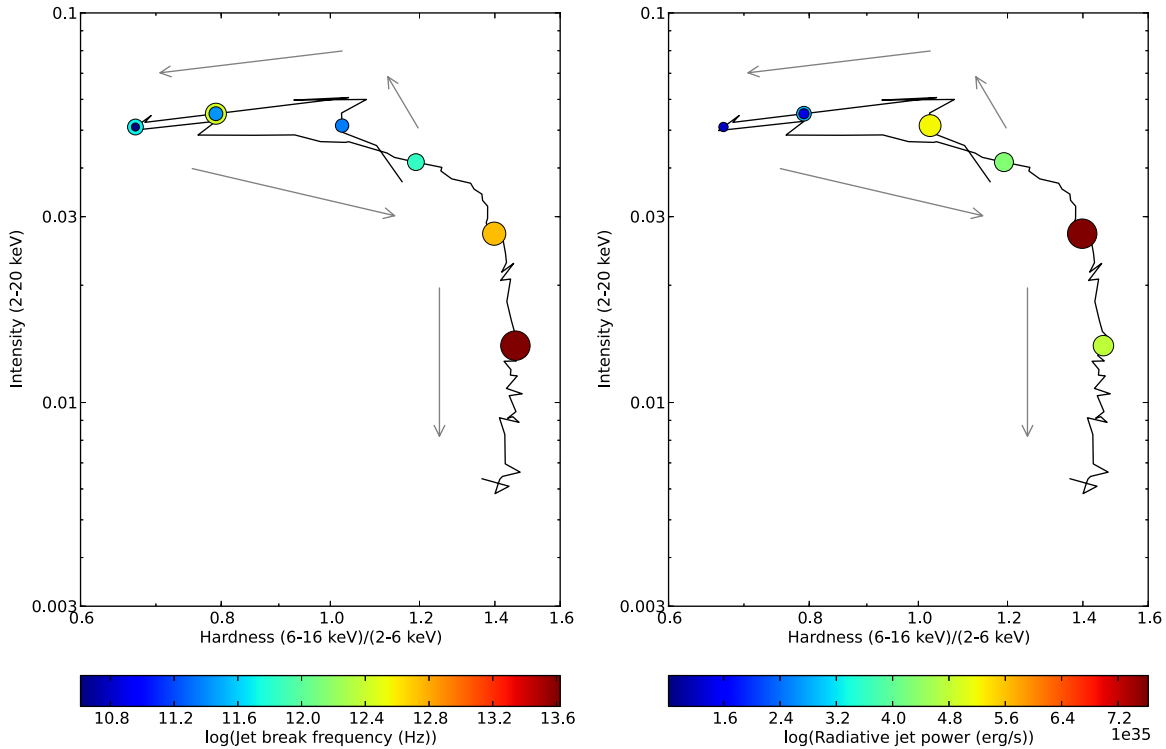 0.1
0.03
0.01
0.003
Intensity (2-20 keV)
0.6 0.8 1.0 1.2 1.4 1.6
Hardness (6-16 keV)/(2-6 keV)
10.8 11.2 11.6 12.0 12.4 12.8 13.2 13.6
log(Jet break frequency (Hz))
0.1
0.03
0.01
0.003
Intensity (2-20 keV)
0.6 0.8 1.0 1.2 1.4 1.6
Hardness (6-16 keV)/(2-6 keV)
1.6 2.4 3.2 4.0 4.8 5.6 6.4 7.2
1e35
log(Radiative jet power (erg/s))